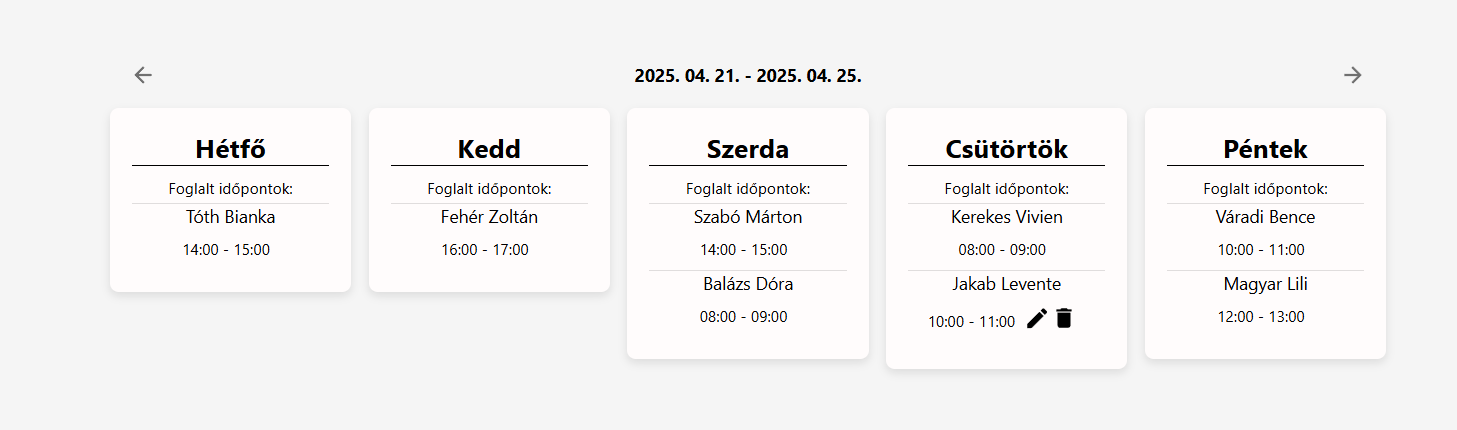 2025. 04. 21. - 2025. 04. 25.
Hétfő
Foglalt időpontok:
Tóth Bianka
14:00 - 15:00
Kedd
Foglalt időpontok:
Fehér Zoltán
16:00 - 17:00
Szerda
Foglalt időpontok:
Szabó Márton
14:00 - 15:00
Balázs Dóra
08:00 - 09:00
Csütörtök
Foglalt időpontok:
Kerekes Vivien
08:00 - 09:00
Jakab Levente
10:00 - 11:00
Péntek
Foglalt időpontok:
Váradi Bence
10:00 - 11:00
Magyar Lili
12:00 - 13:00